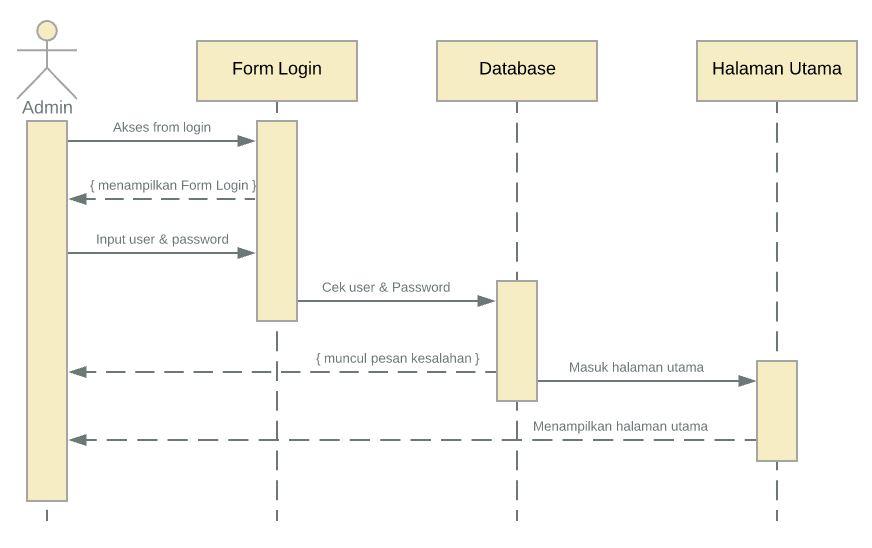 Form Login
Database
Halaman Utama
Admin
Akses from login
{ menampilkan Form Login }
Input user & password
Cek user & Password
{ muncul pesan kesalahan }
Masuk halaman utama
Menampilkan halaman utama